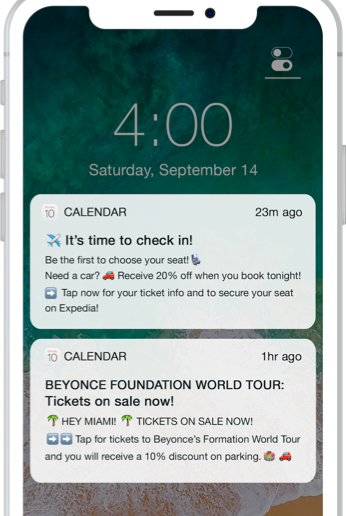 4:00
Saturday, September 14
10 CALENDAR 23m ago
✈️ It's time to check in!
Be the first to choose your seat! 💺
Need a car? 🚗 Receive 20% off when you book tonight!
➡️ Tap now for your ticket info and to secure your seat
on Expedia!
10 CALENDAR 1hr ago
BEYONCE FOUNDATION WORLD TOUR:
Tickets on sale now!
🌴 HEY MIAMI! 🌴 TICKETS ON SALE NOW!
➡️➡️ Tap for tickets to Beyonce's Formation World Tour
and you will receive a 10% discount on parking. 🚗